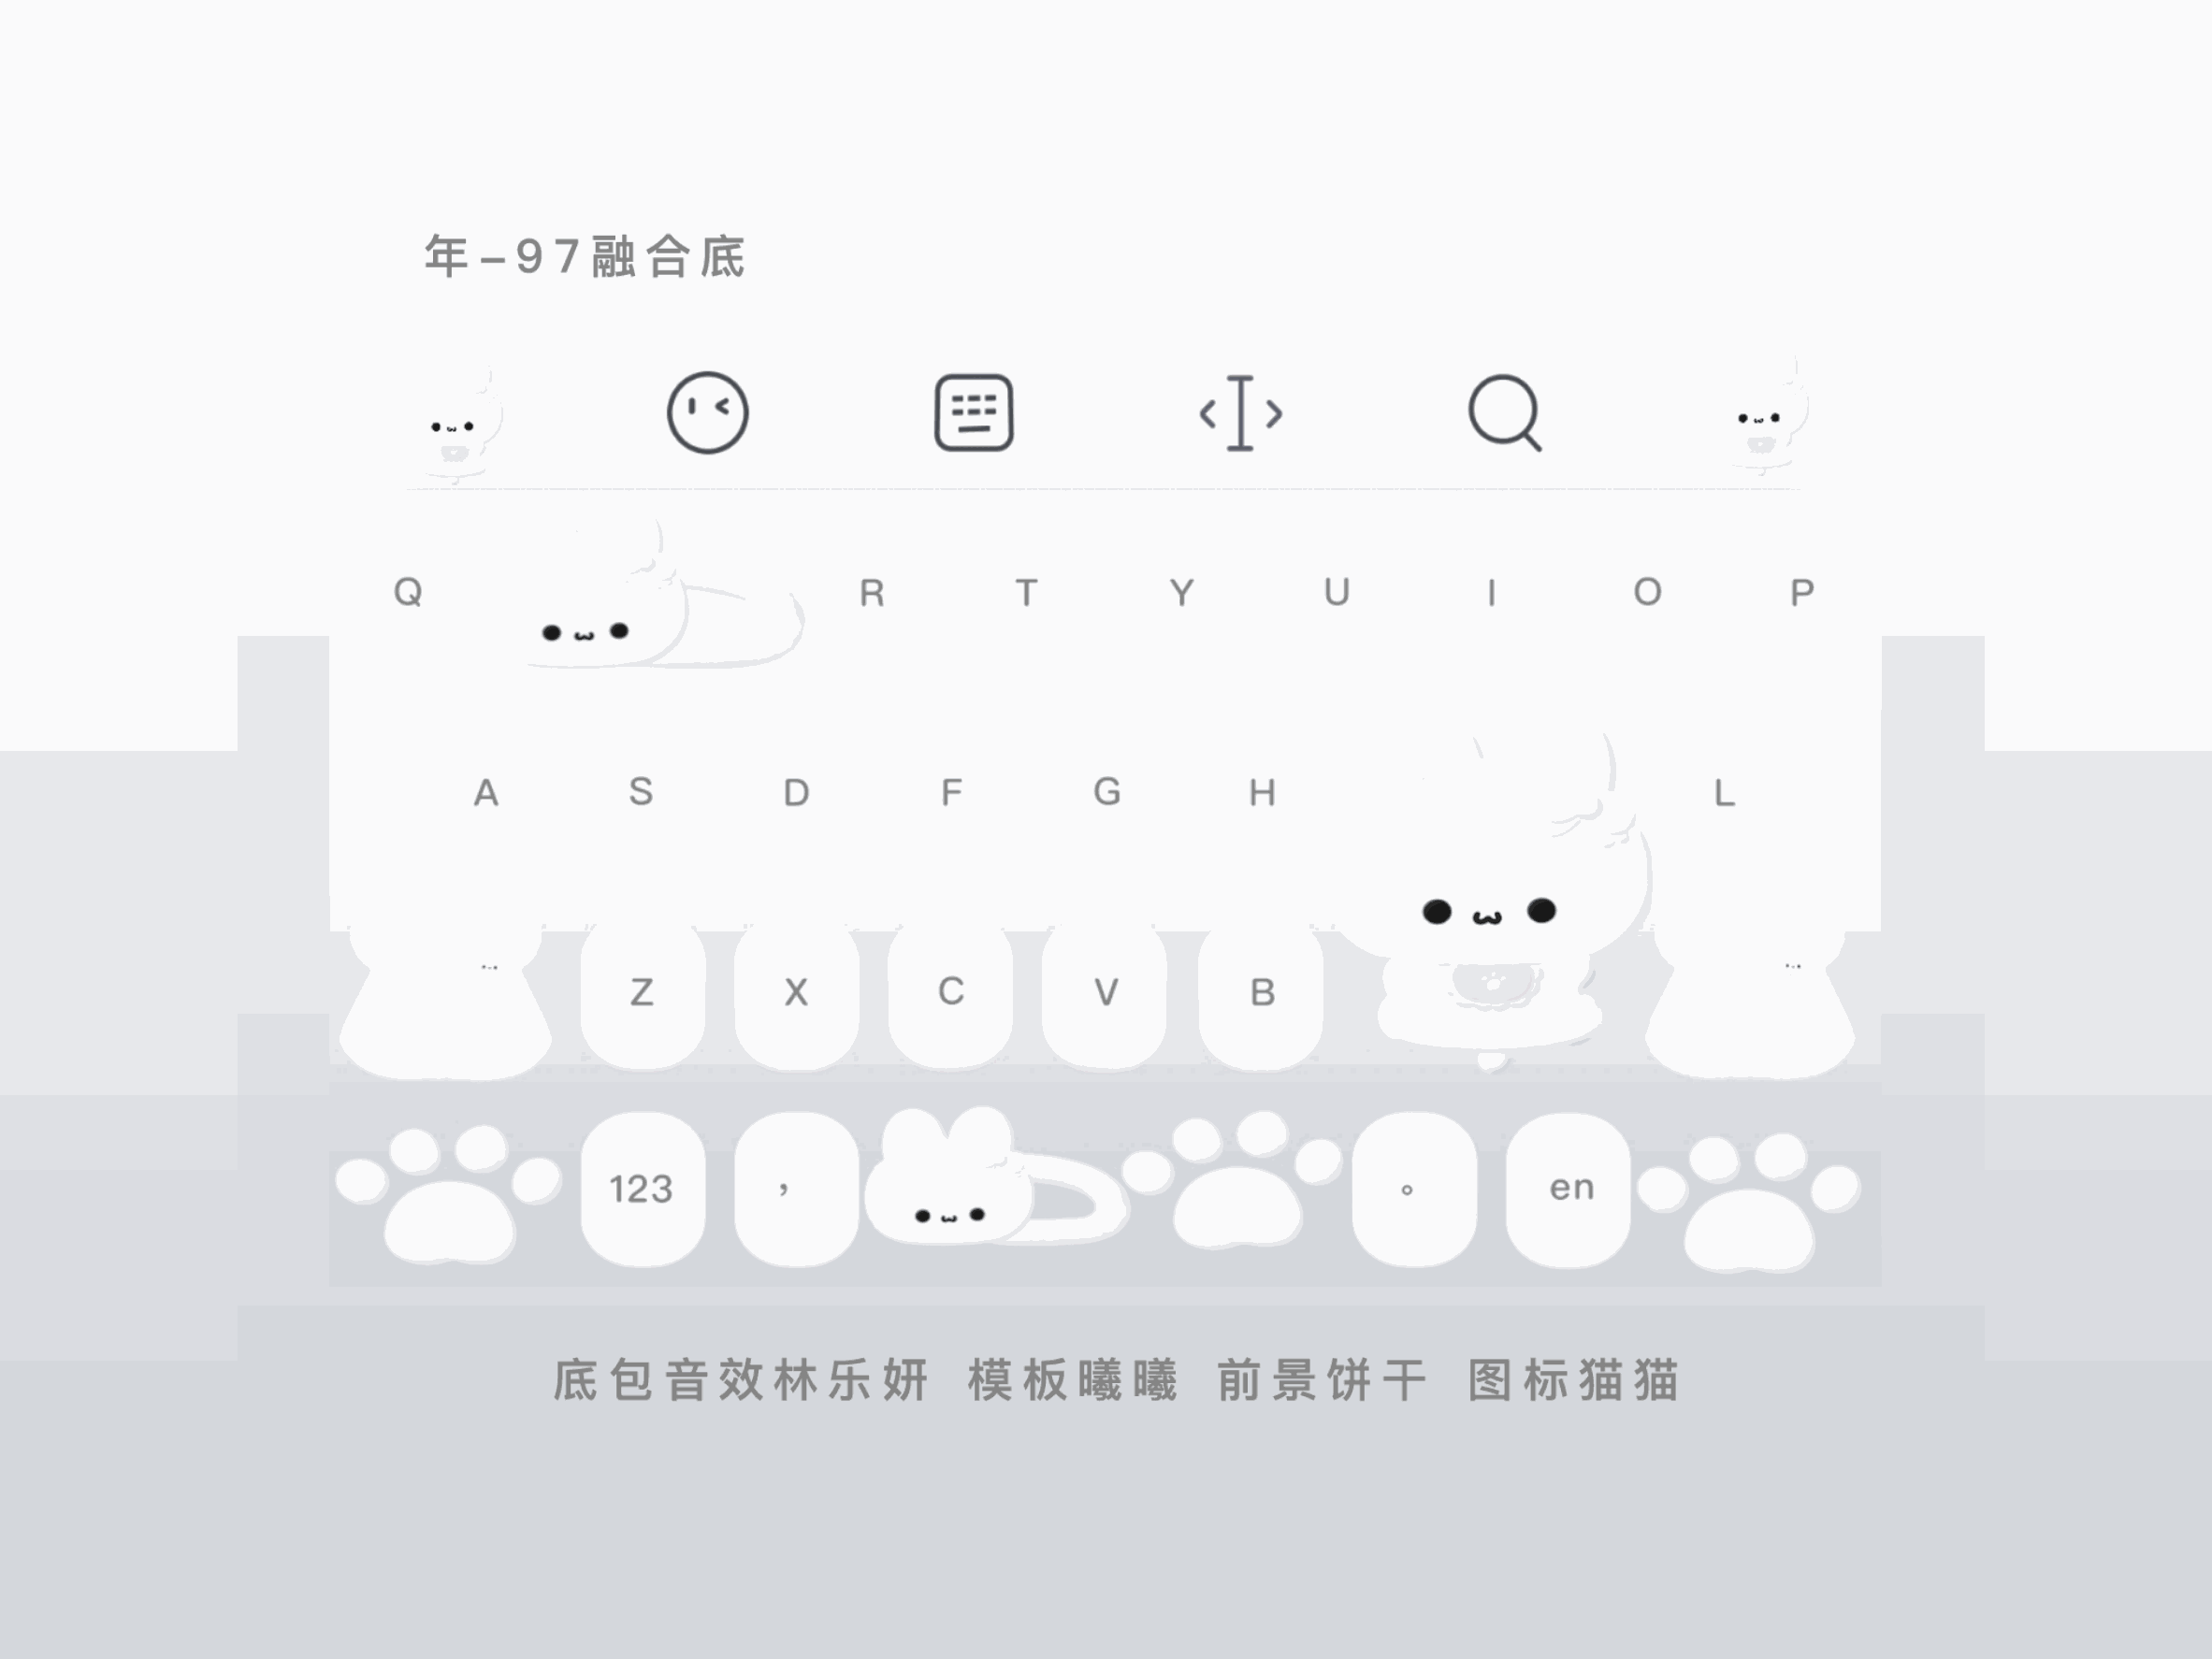 年-97融合底
Q R T Y U I O P
A S D F G H L
Z X C V B
123 ， 。 en
底包音效林乐妍 模板曦曦 前景饼干 图标猫猫